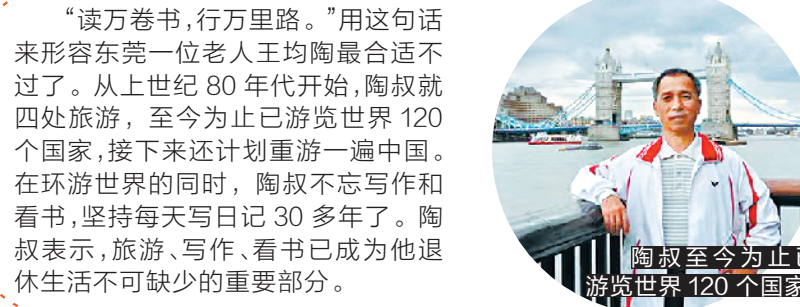 “读万卷书,行万里路。”用这句话
来形容东莞一位老人王均陶最合适不
过了。从上世纪 80 年代开始,陶叔就
四处旅游，至今为止已游览世界 120
个国家,接下来还计划重游一遍中国。
在环游世界的同时，陶叔不忘写作和
看书,坚持每天写日记 30 多年了。陶
叔表示,旅游、写作、看书已成为他退
休生活不可缺少的重要部分。
陶叔至今为止已
游览世界 120 个国家